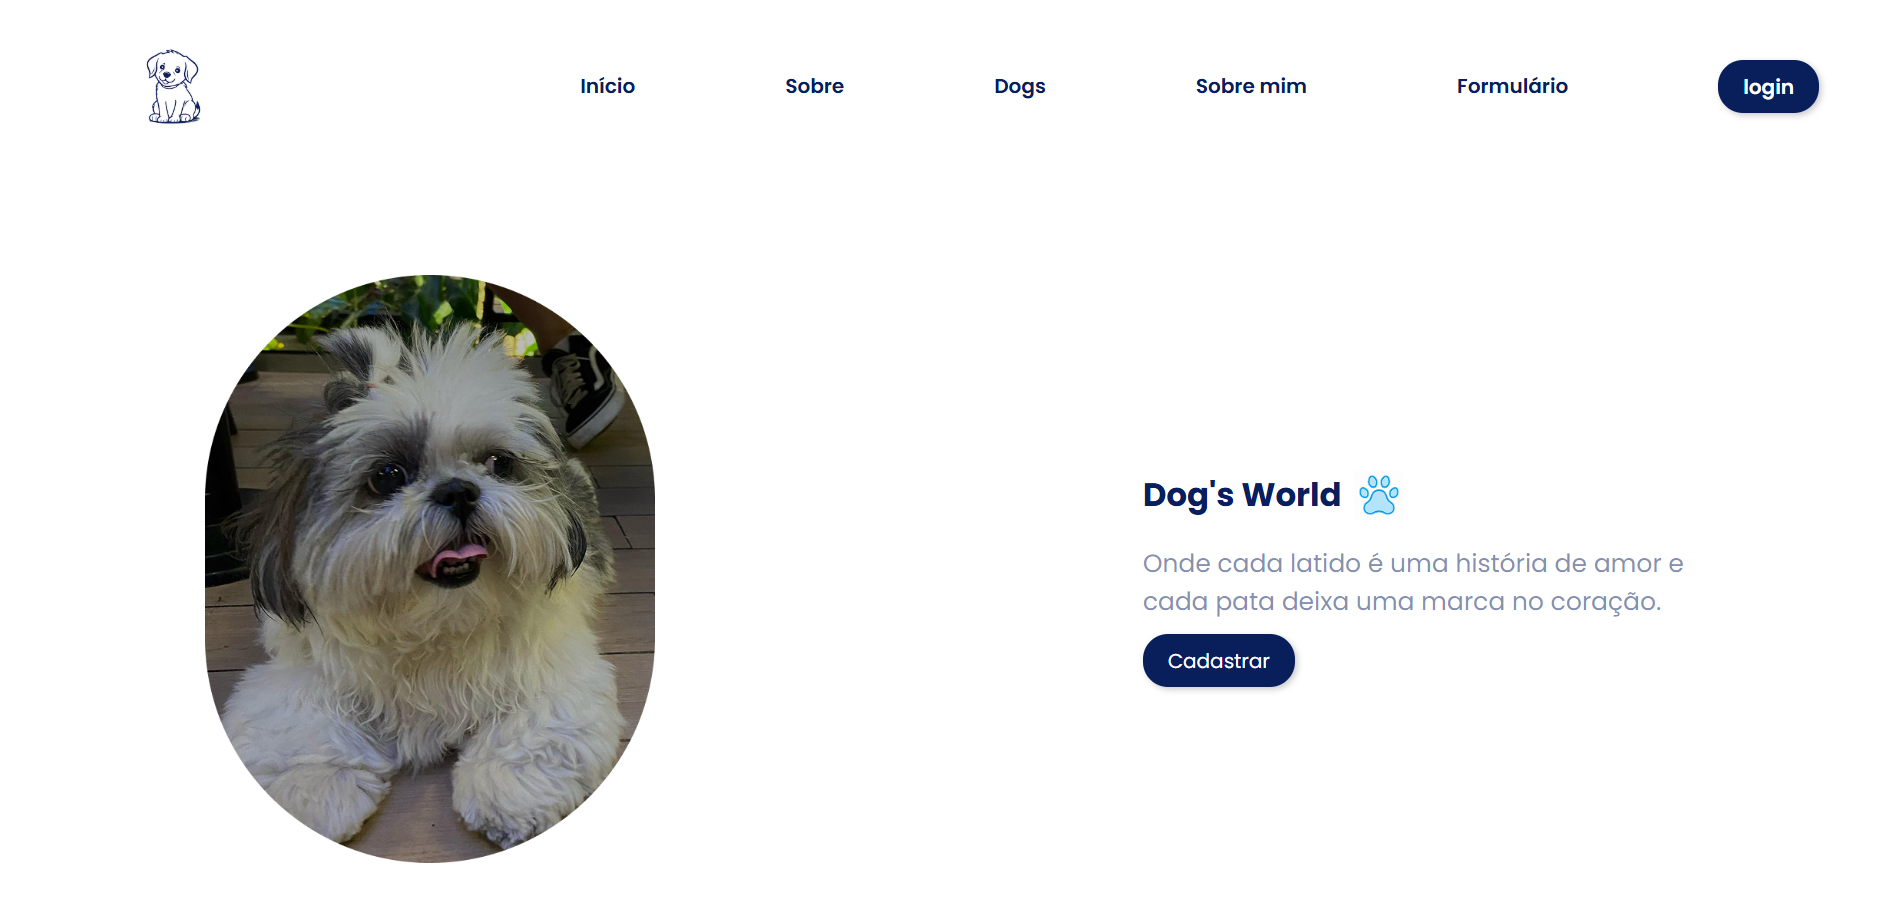 Início
Sobre
Dogs
Sobre mim
Formulário
login
Dog's World
Onde cada latido é uma história de amor e
cada pata deixa uma marca no coração.
Cadastrar